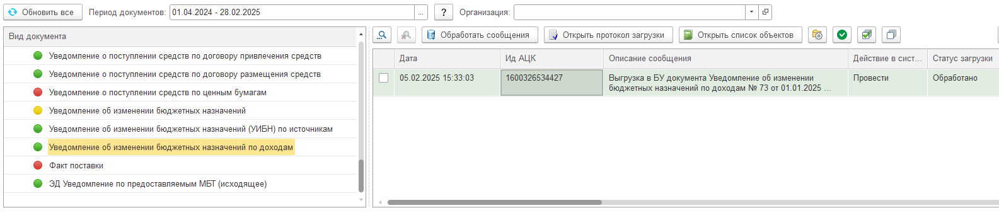 Обновить все Период документов: 01.04.2024 - 28.02.2025 ... ? Организация:
Вид документа
Уведомление о поступлении средств по договору привлечения средств
Уведомление о поступлении средств по договору размещения средств
Уведомление о поступлении средств по ценным бумагам
Уведомление об изменении бюджетных назначений
Уведомление об изменении бюджетных назначений (УИБН) по источникам
Уведомление об изменении бюджетных назначений по доходам
Факт поставки
ЭД Уведомление по предоставляемым МБТ (исходящее)
Обработать сообщения Открыть протокол загрузки Открыть список объектов
Дата Ид АЦК Описание сообщения Действие в сист... Статус загрузки
05.02.2025 15:33:03 1600326534427 Выгрузка в БУ документа Уведомление об изменении Провести Обработано
бюджетных назначений по доходам № 73 от 01.01.2025 ...